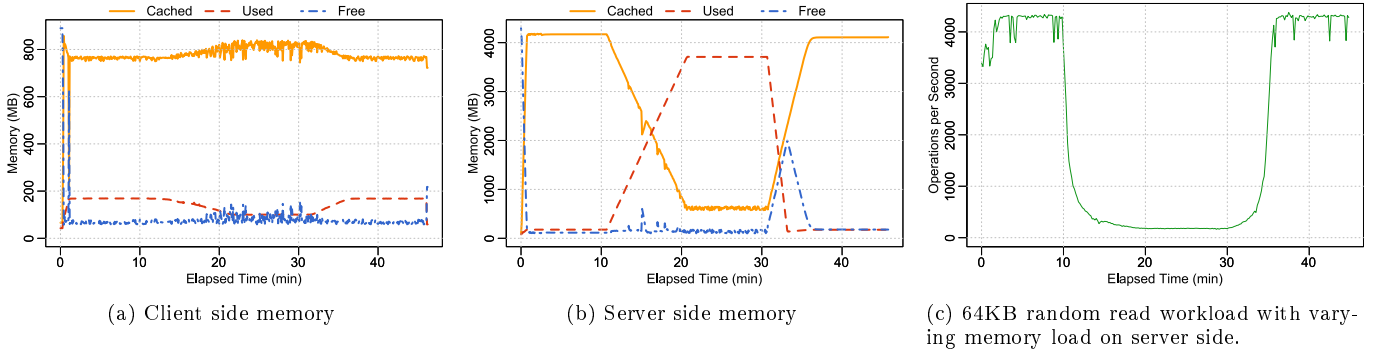 Cached Used Free
Memory (MB)
0 200 400 600 800
0 10 20 30 40
Elapsed Time (min)
(a) Client side memory
Cached Used Free
Memory (MB)
0 1000 2000 3000 4000
0 10 20 30 40
Elapsed Time (min)
(b) Server side memory
Operations per Second
0 1000 2000 3000 4000
0 10 20 30 40
Elapsed Time (min)
(c) 64KB random read workload with vary-
ing memory load on server side.